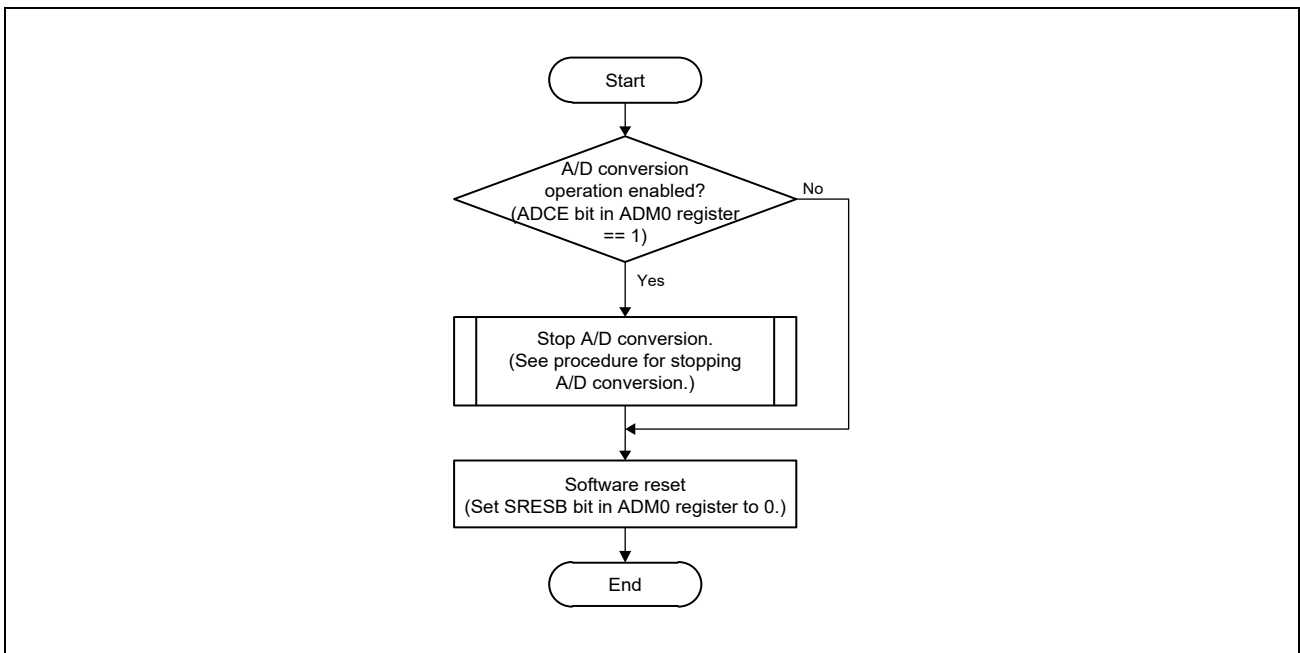 Start
A/D conversion
operation enabled?
(ADCE bit in ADM0 register
== 1)
No
Yes
Stop A/D conversion.
(See procedure for stopping
A/D conversion.)
Software reset
(Set SRESB bit in ADM0 register to 0.)
End